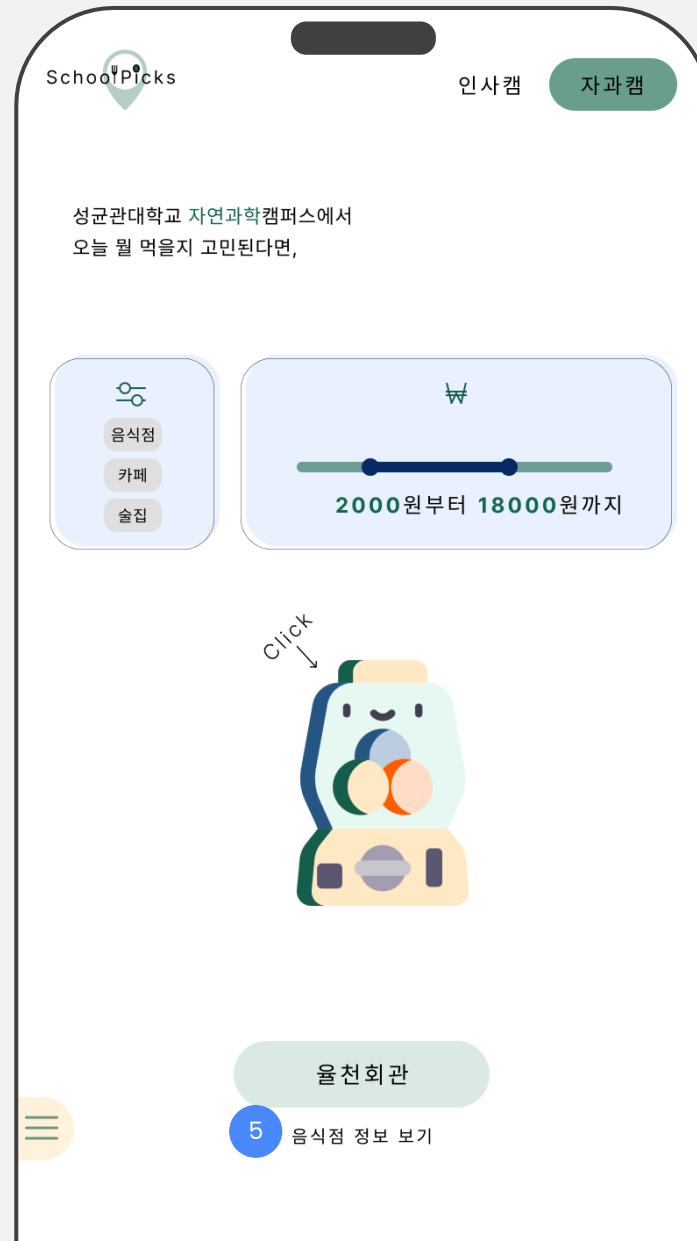 SchoolPicks
인사캠
자과캠
성균관대학교 자연과학캠퍼스에서
오늘 뭘 먹을지 고민된다면,
음식점
카페
술집
₩
2000원부터 18000원까지
Click
율천회관
5
음식점 정보 보기